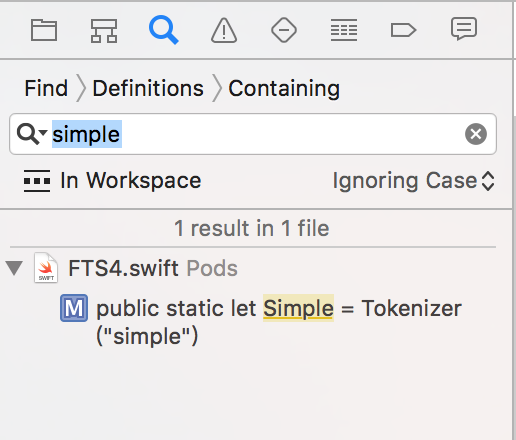 Find Definitions Containing
simple
In Workspace Ignoring Case
1 result in 1 file
SWIFT FTS4.swift Pods
M public static let Simple = Tokenizer
("simple")